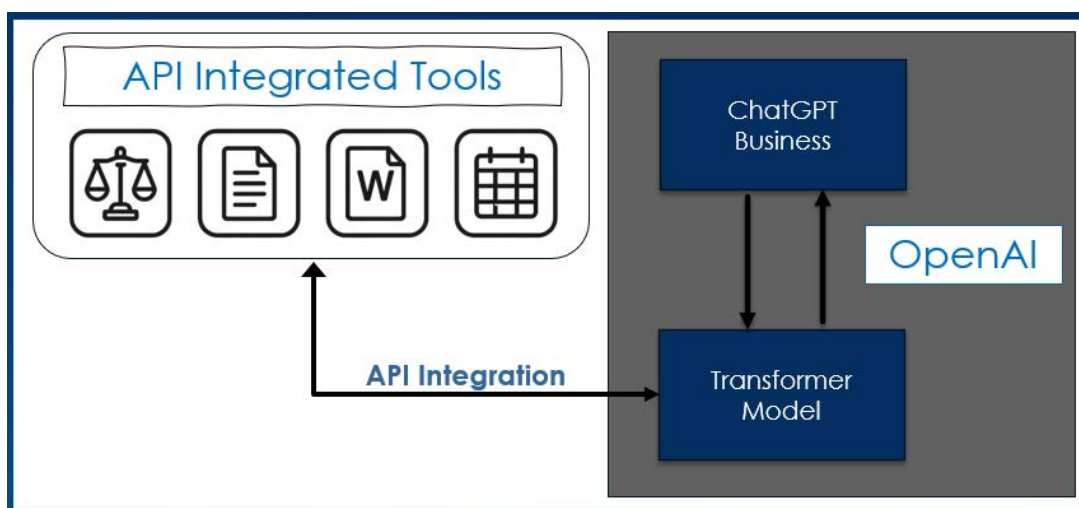 API Integrated Tools
W
ChatGPT
Business
OpenAI
API Integration
Transformer
Model